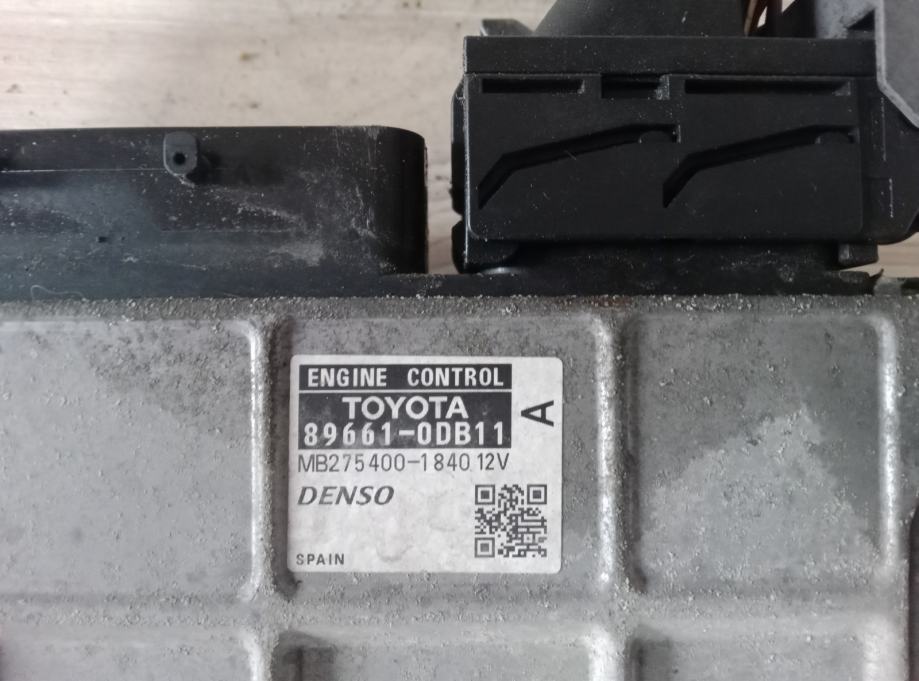 ENGINE CONTROL
TOYOTA
A
89661-0DB11
MB275400-1840 12V
DENSO
SPAIN